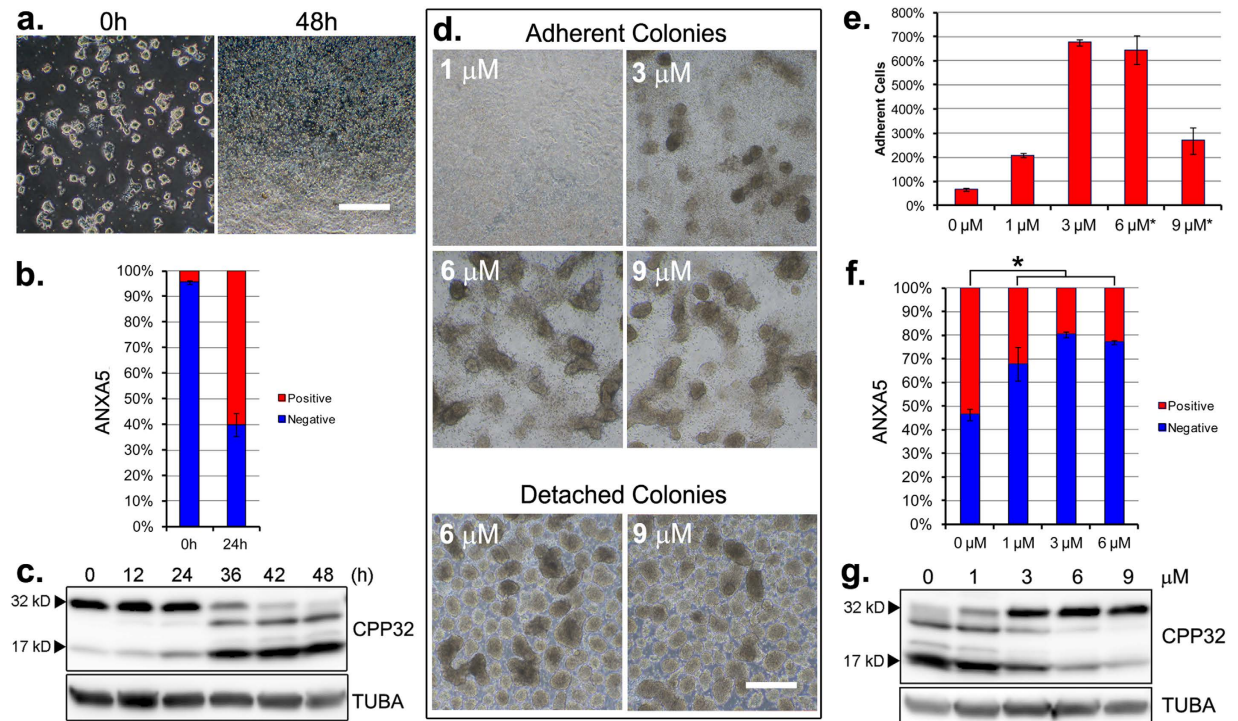 a.
0h 48h
b.
100%
90%
80%
70%
60%
50%
40%
30%
20%
10%
0%
ANXA5
0h 24h
Positive
Negative
c.
0 12 24 36 42 48 (h)
32 kD
17 kD
CPP32
TUBA
d.
Adherent Colonies
1 µM 3 µM
6 µM 9 µM
Detached Colonies
6 µM 9 µM
e.
800%
700%
600%
500%
400%
300%
200%
100%
0%
Adherent Cells
0 µM 1 µM 3 µM 6 µM* 9 µM*
f.
*
100%
90%
80%
70%
60%
50%
40%
30%
20%
10%
0%
ANXA5
0 µM 1 µM 3 µM 6 µM
Positive
Negative
g.
0 1 3 6 9 µM
32 kD
17 kD
CPP32
TUBA